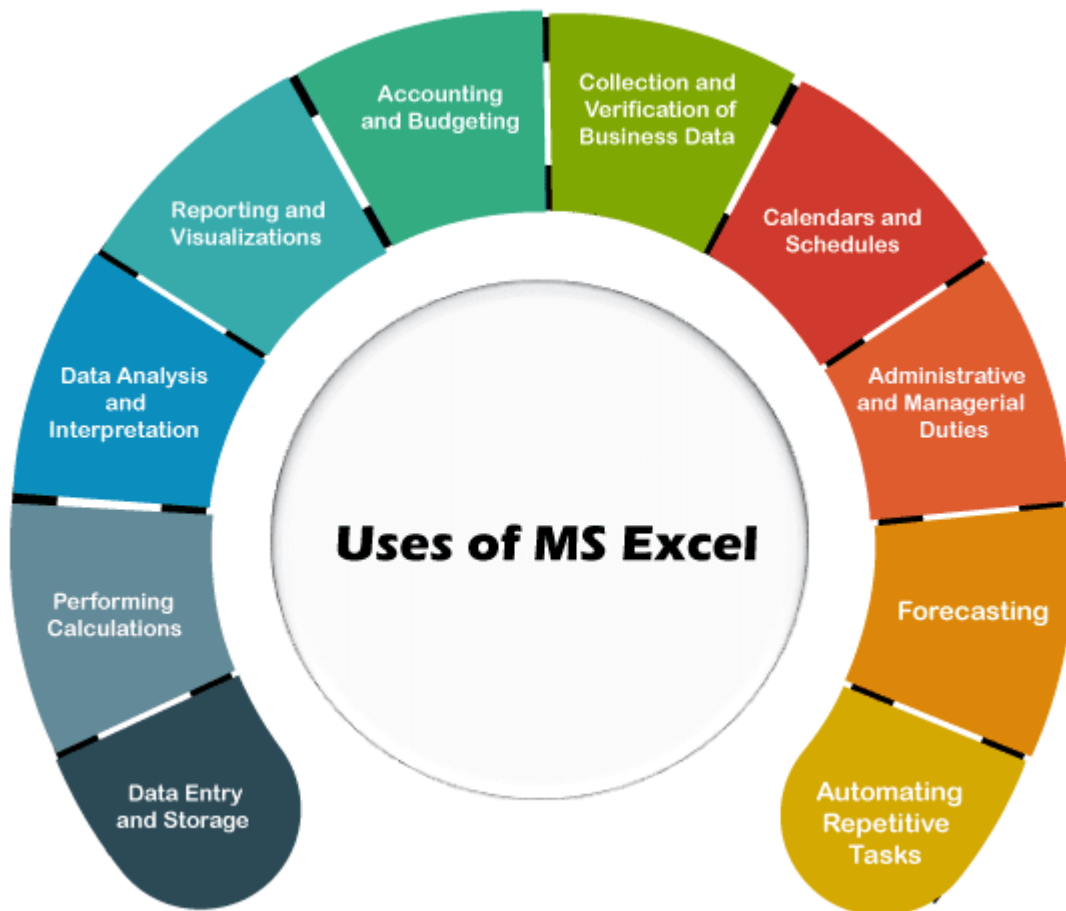 Accounting
and Budgeting
Collection and
Verification of
Business Data
Reporting and
Visualizations
Calendars and
Schedules
Data Analysis
and
Interpretation
Administrative
and Managerial
Duties
Uses of MS Excel
Performing
Calculations
Forecasting
Data Entry
and Storage
Automating
Repetitive
Tasks